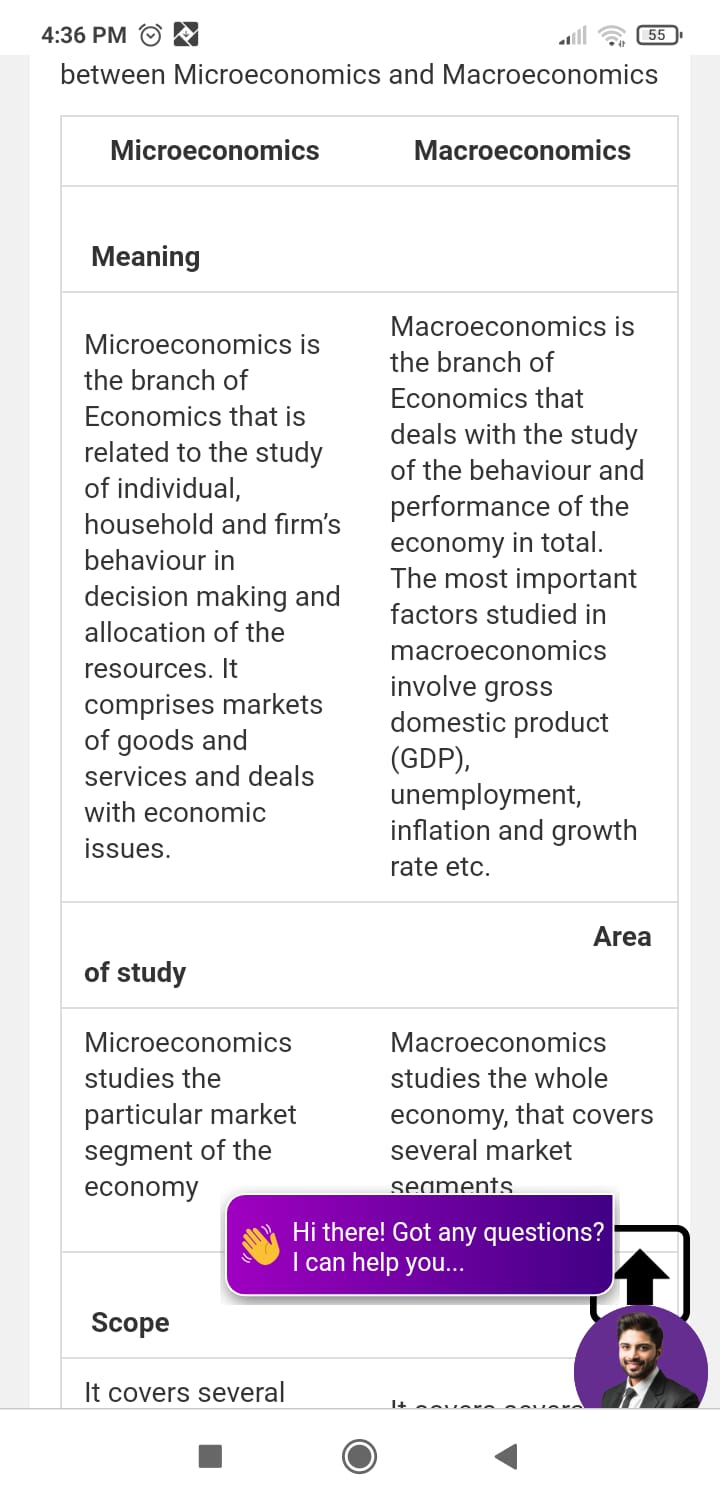 4:36 PM
55
between Microeconomics and Macroeconomics
Microeconomics
Macroeconomics
Meaning
Microeconomics is
the branch of
Economics that is
related to the study
of individual,
household and firm's
behaviour in
decision making and
allocation of the
resources. It
comprises markets
of goods and
services and deals
with economic
issues.
Macroeconomics is
the branch of
Economics that
deals with the study
of the behaviour and
performance of the
economy in total.
The most important
factors studied in
macroeconomics
involve gross
domestic product
(GDP),
unemployment,
inflation and growth
rate etc.
Area
of study
Microeconomics
studies the
particular market
segment of the
economy
Macroeconomics
studies the whole
economy, that covers
several market
segments
Hi there! Got any questions?
I can help you...
Scope
It covers several
It covers